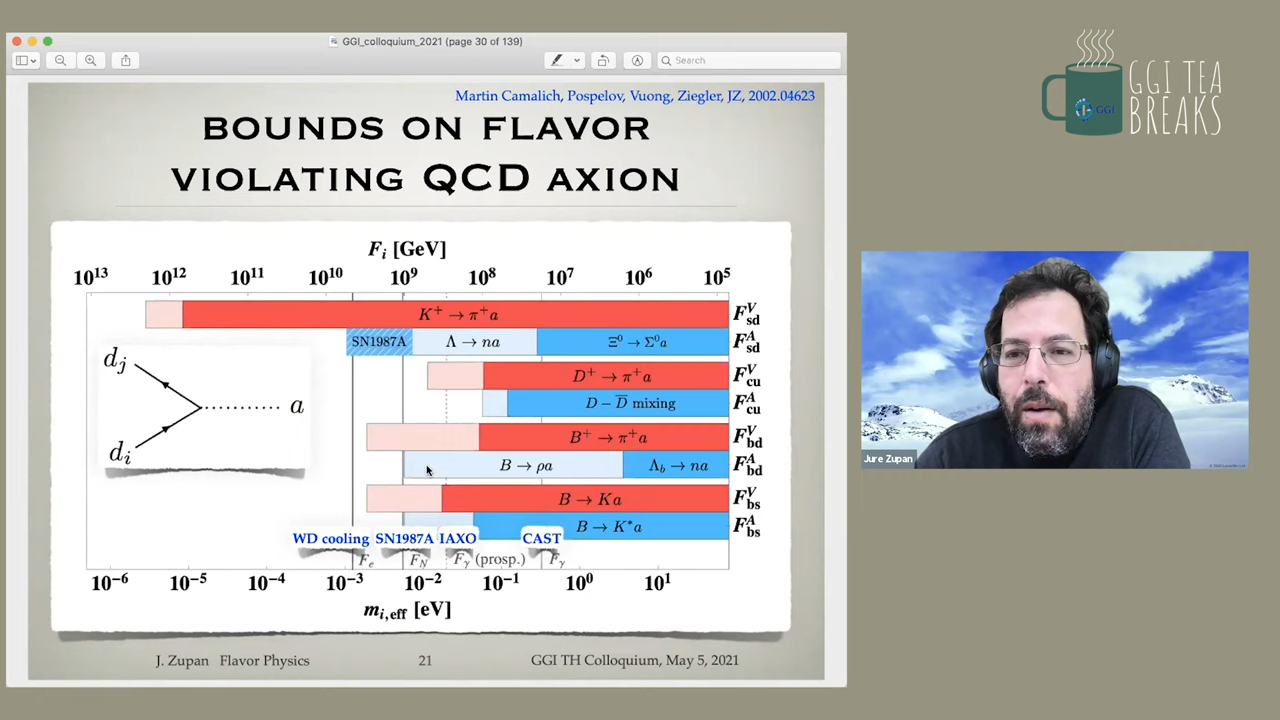 GGI_colloquium_2021 (page 30 of 139)
Search
GGI TEA
BREAKS
GGI
Martin Camalich, Pospelov, Vuong, Ziegler, JZ, 2002.04623
BOUNDS ON FLAVOR
VIOLATING QCD AXION
F_i [GeV]
10^13 10^12 10^11 10^10 10^9 10^8 10^7 10^6 10^5
K^+ → π^+ a F^V_sd
SN1987A Λ → na Ξ^0 → Σ^0 a F^A_sd
D^+ → π^+ a F^V_cu
D − D̅ mixing F^A_cu
B^+ → π^+ a F^V_bd
B → ρa Λ_b → na F^A_bd
B → Ka F^V_bs
B → K^* a F^A_bs
d_j
a
d_i
WD cooling SN1987A IAXO CAST
F_e F_N F_γ (prosp.) F_γ
10^−6 10^−5 10^−4 10^−3 10^−2 10^−1 10^0 10^1
m_i,eff [eV]
J. Zupan Flavor Physics 21 GGI TH Colloquium, May 5, 2021
Jure Zupan